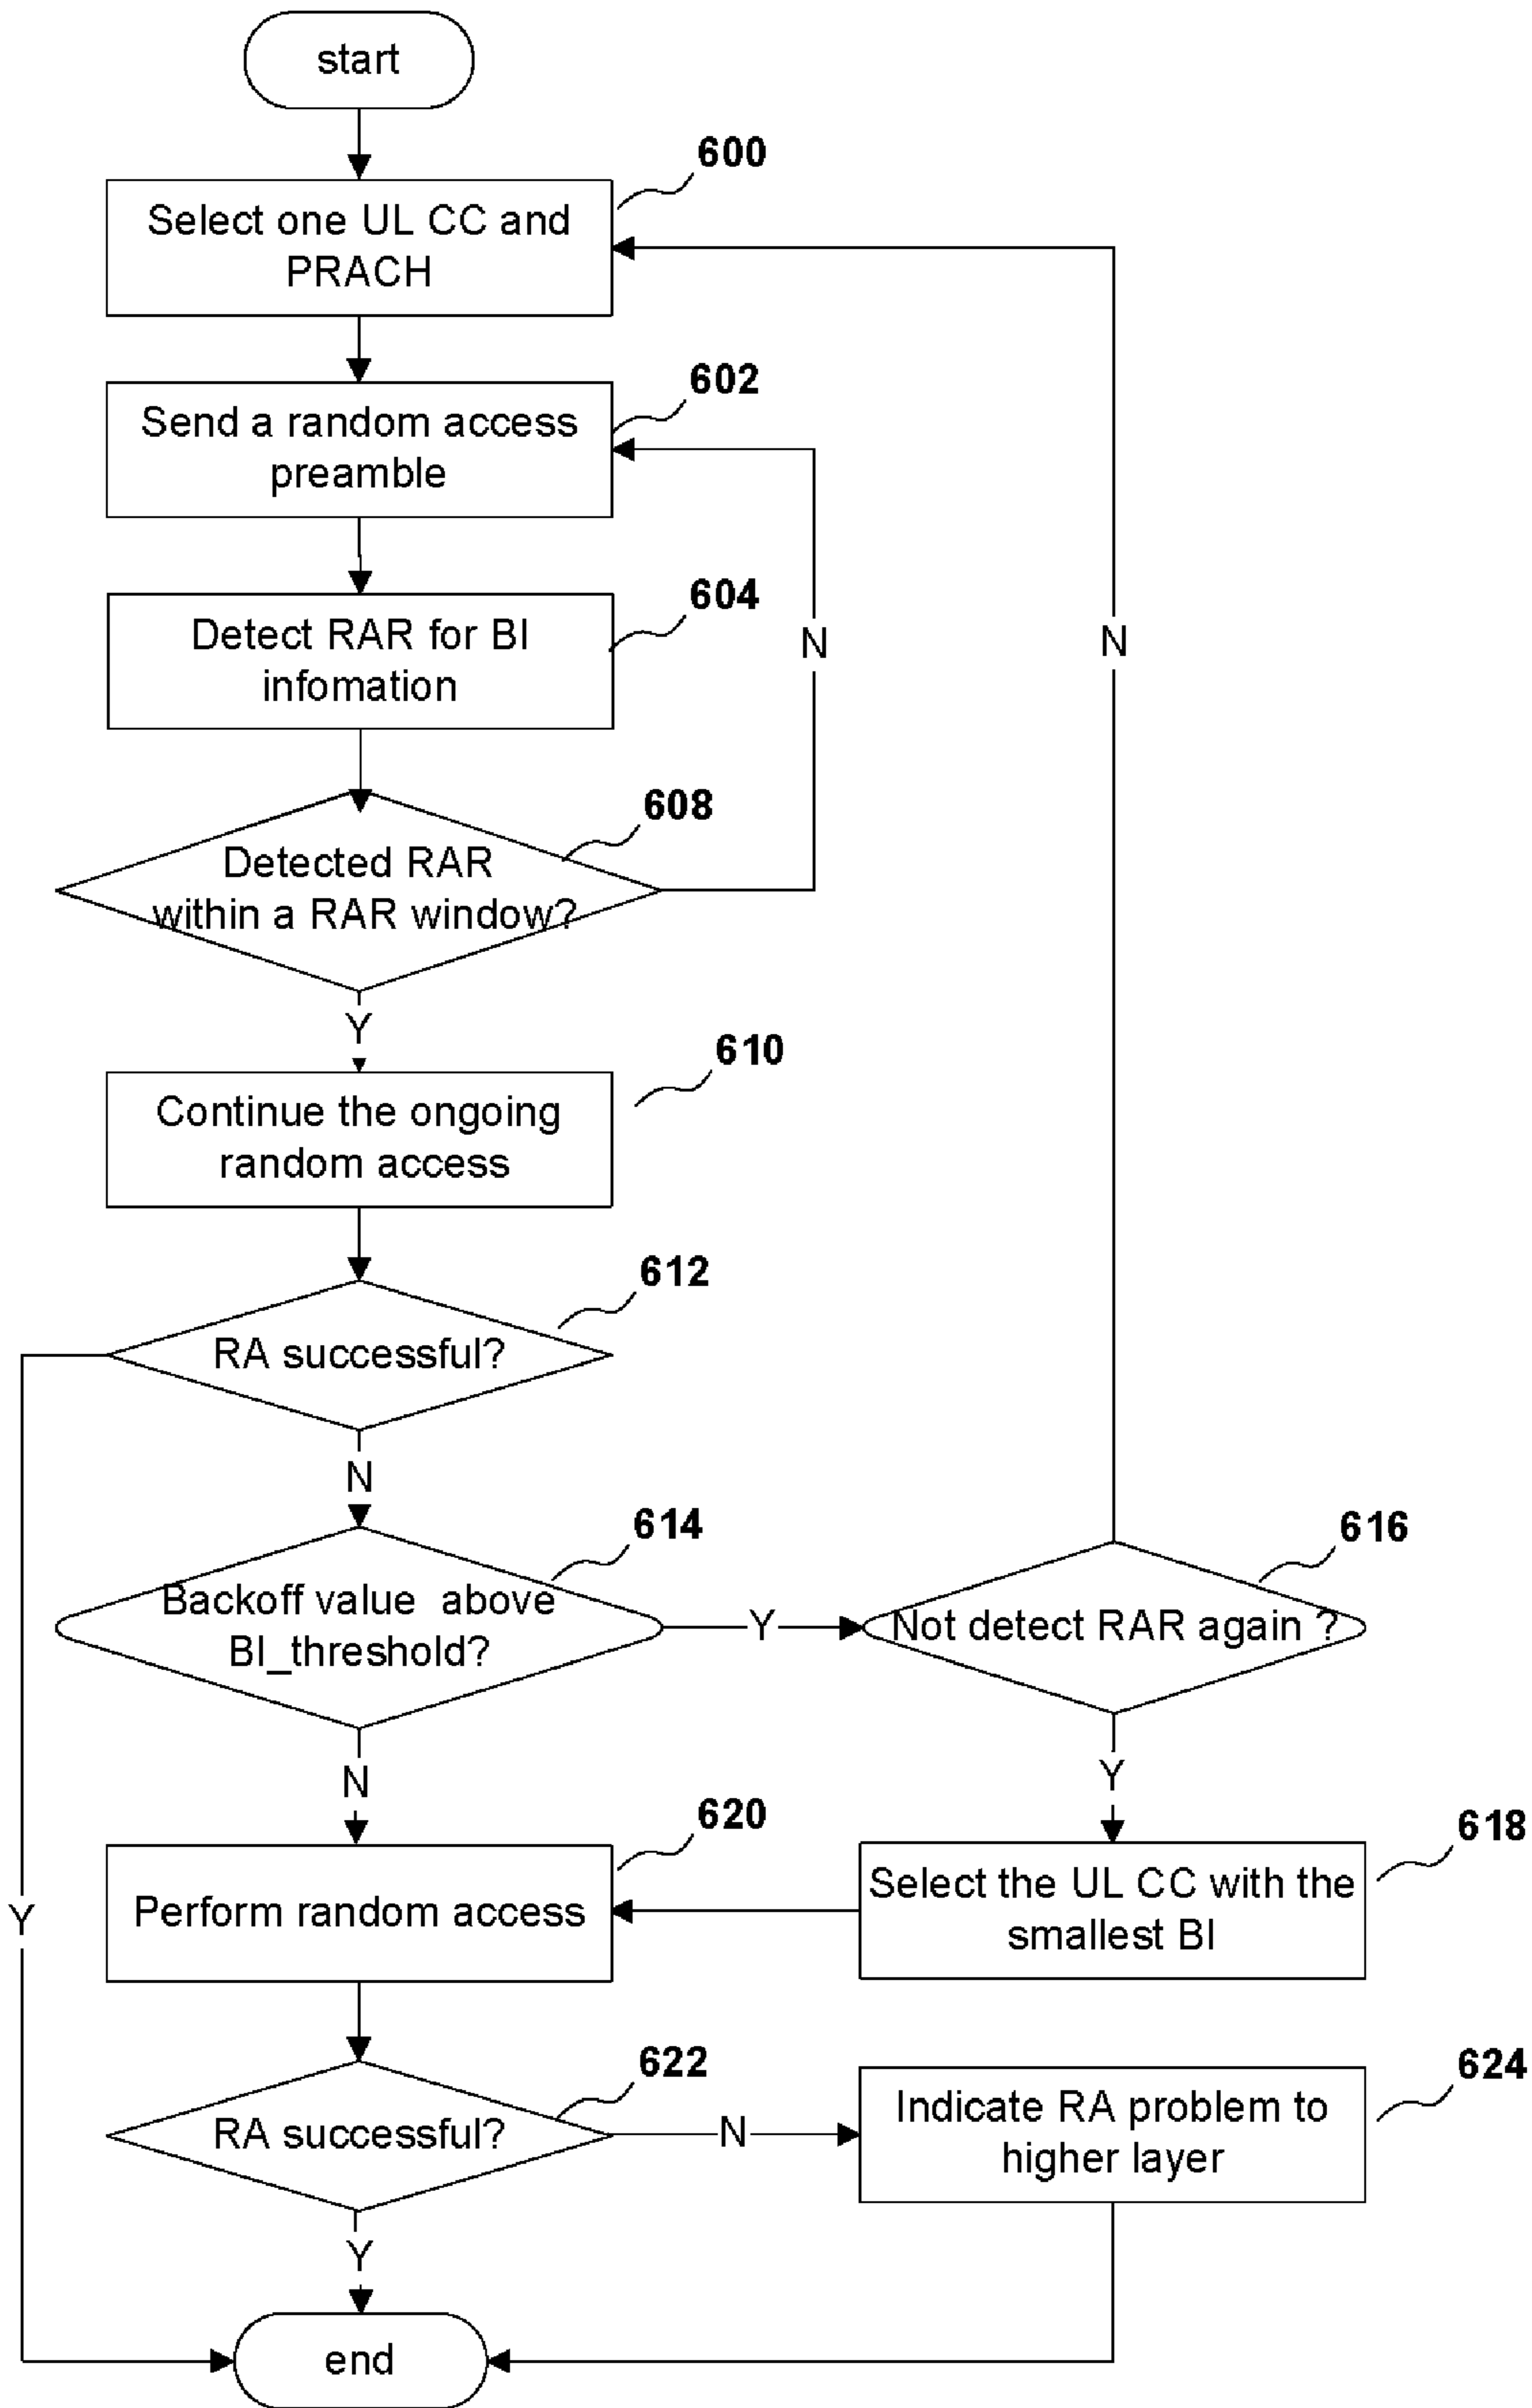 start
600
Select one UL CC and
PRACH
602
Send a random access
preamble
604
Detect RAR for BI
infomation
N
N
608
Detected RAR
within a RAR window?
Y
610
Continue the ongoing
random access
612
RA successful?
N
614
Backoff value above
BI_threshold?
Y
616
Not detect RAR again ?
N
Y
620
Perform random access
618
Select the UL CC with the
smallest BI
Y
622
RA successful?
N
624
Indicate RA problem to
higher layer
Y
end